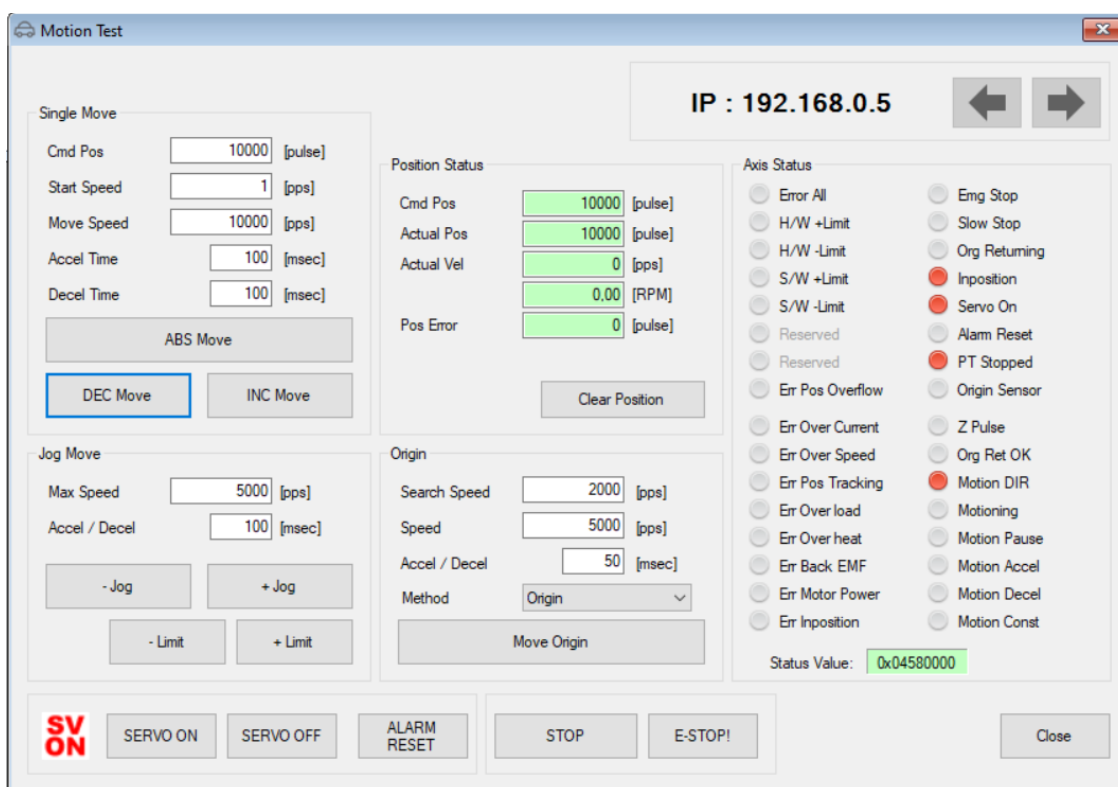 Motion Test
IP : 192.168.0.5
Single Move
Cmd Pos 10000 [pulse]
Start Speed 1 [pps]
Move Speed 10000 [pps]
Accel Time 100 [msec]
Decel Time 100 [msec]
ABS Move
DEC Move INC Move
Position Status
Cmd Pos 10000 [pulse]
Actual Pos 10000 [pulse]
Actual Vel 0 [pps]
0,00 [RPM]
Pos Error 0 [pulse]
Clear Position
Jog Move
Max Speed 5000 [pps]
Accel / Decel 100 [msec]
- Jog + Jog
- Limit + Limit
Origin
Search Speed 2000 [pps]
Speed 5000 [pps]
Accel / Decel 50 [msec]
Method Origin
Move Origin
Axis Status
Error All Emg Stop
H/W +Limit Slow Stop
H/W -Limit Org Returning
S/W +Limit Inposition
S/W -Limit Servo On
Reserved Alarm Reset
Reserved PT Stopped
Err Pos Overflow Origin Sensor
Err Over Current Z Pulse
Err Over Speed Org Ret OK
Err Pos Tracking Motion DIR
Err Over load Motioning
Err Over heat Motion Pause
Err Back EMF Motion Accel
Err Motor Power Motion Decel
Err Inposition Motion Const
Status Value: 0x04580000
SV
ON
SERVO ON SERVO OFF
ALARM
RESET
STOP E-STOP!
Close